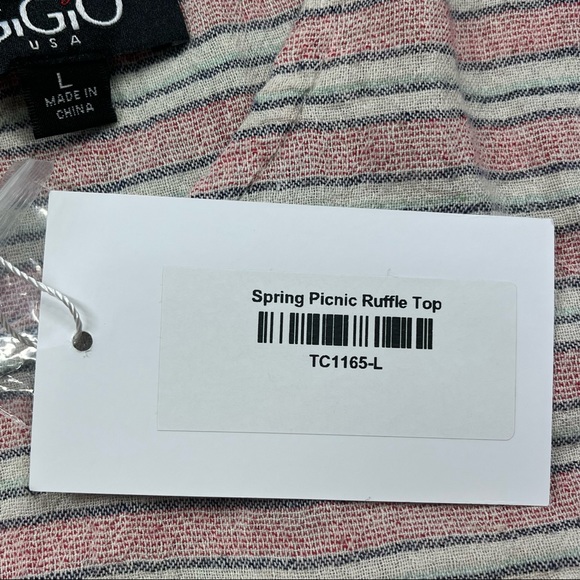 GiGiO
USA
L
MADE IN
CHINA
Spring Picnic Ruffle Top
TC1165-L